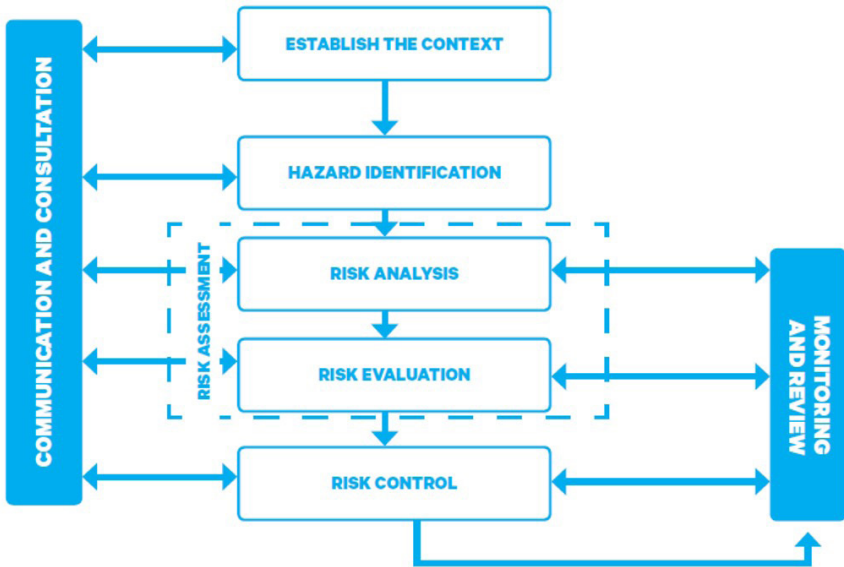 COMMUNICATION AND CONSULTATION
ESTABLISH THE CONTEXT
HAZARD IDENTIFICATION
RISK ASSESSMENT
RISK ANALYSIS
RISK EVALUATION
RISK CONTROL
MONITORING
AND REVIEW